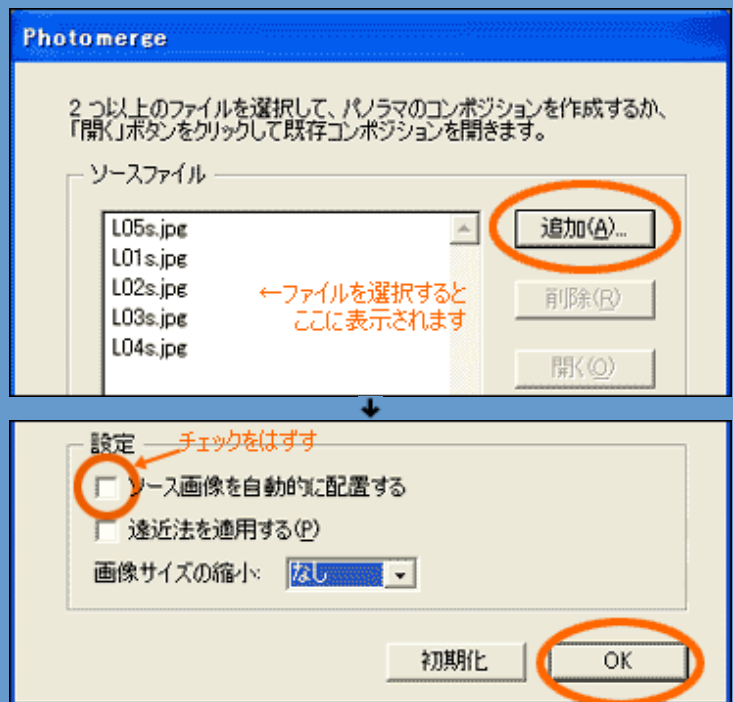 Photomerge
2 つ以上のファイルを選択して、パノラマのコンポジションを作成するか、
「開く」ボタンをクリックして既存コンポジションを開きます。
ソースファイル
L05s.jpg
L01s.jpg
L02s.jpg
L03s.jpg
L04s.jpg
←ファイルを選択すると
ここに表示されます
追加(A)...
削除(R)
開く(O)
設定
チェックをはずす
ソース画像を自動的に配置する
遠近法を適用する(P)
画像サイズの縮小: なし
初期化
OK